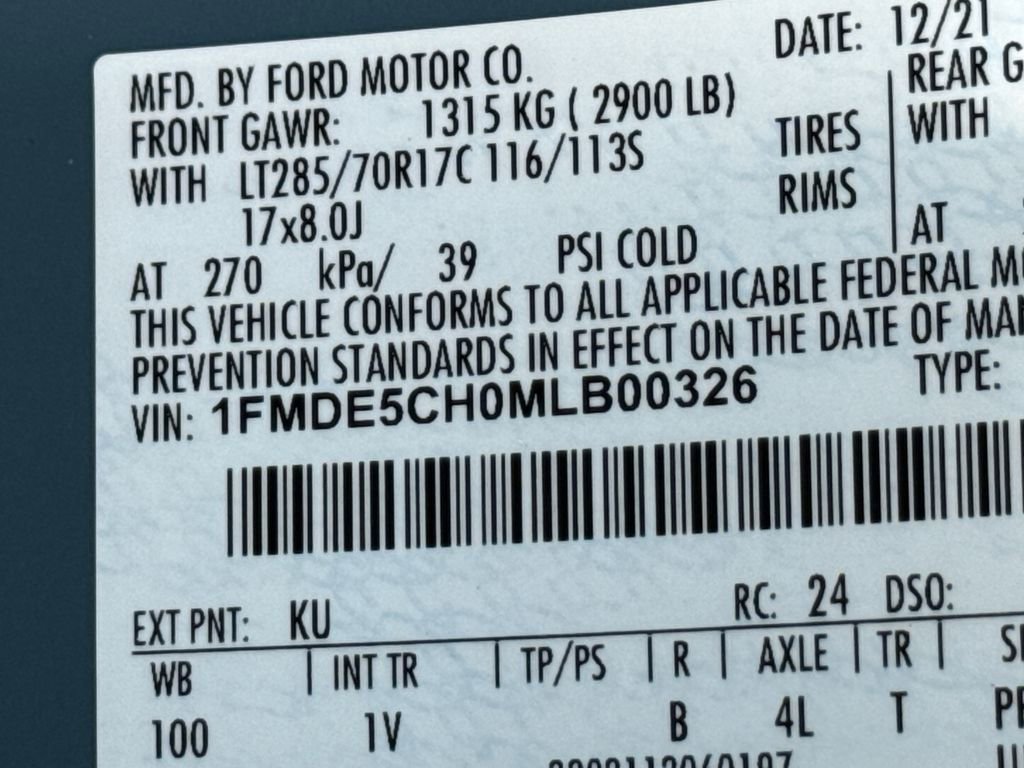 DATE: 12/21
MFD. BY FORD MOTOR CO.
FRONT GAWR: 1315 KG ( 2900 LB) REAR
WITH LT285/70R17C 116/113S TIRES WITH
17x8.0J RIMS
AT 270 kPa/ 39 PSI COLD AT
THIS VEHICLE CONFORMS TO ALL APPLICABLE FEDERAL
PREVENTION STANDARDS IN EFFECT ON THE DATE OF
VIN: 1FMDE5CH0MLB00326 TYPE:
EXT PNT: KU RC: 24 DSO:
WB | INT TR | TP/PS | R | AXLE | TR |
100 1V B 4L T